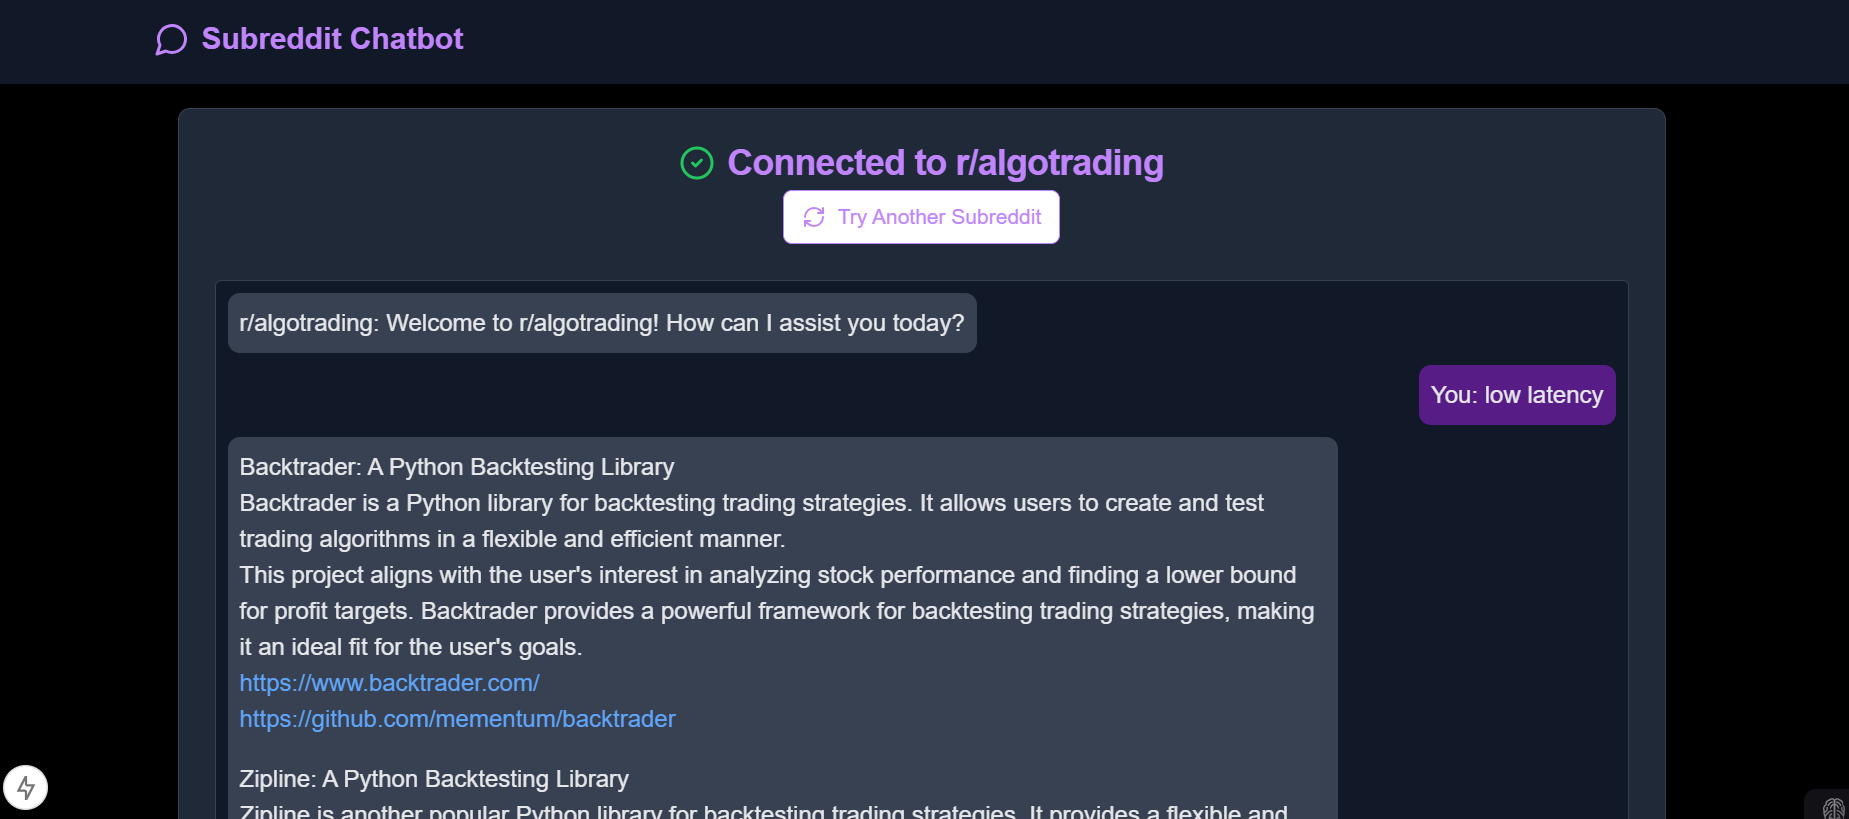 Subreddit Chatbot
Connected to r/algotrading
Try Another Subreddit
r/algotrading: Welcome to r/algotrading! How can I assist you today?
You: low latency
Backtrader: A Python Backtesting Library
Backtrader is a Python library for backtesting trading strategies. It allows users to create and test
trading algorithms in a flexible and efficient manner.
This project aligns with the user's interest in analyzing stock performance and finding a lower bound
for profit targets. Backtrader provides a powerful framework for backtesting trading strategies, making
it an ideal fit for the user's goals.
https://www.backtrader.com/
https://github.com/mementum/backtrader
Zipline: A Python Backtesting Library
Zipline is another popular Python library for backtesting trading strategies. It provides a flexible and